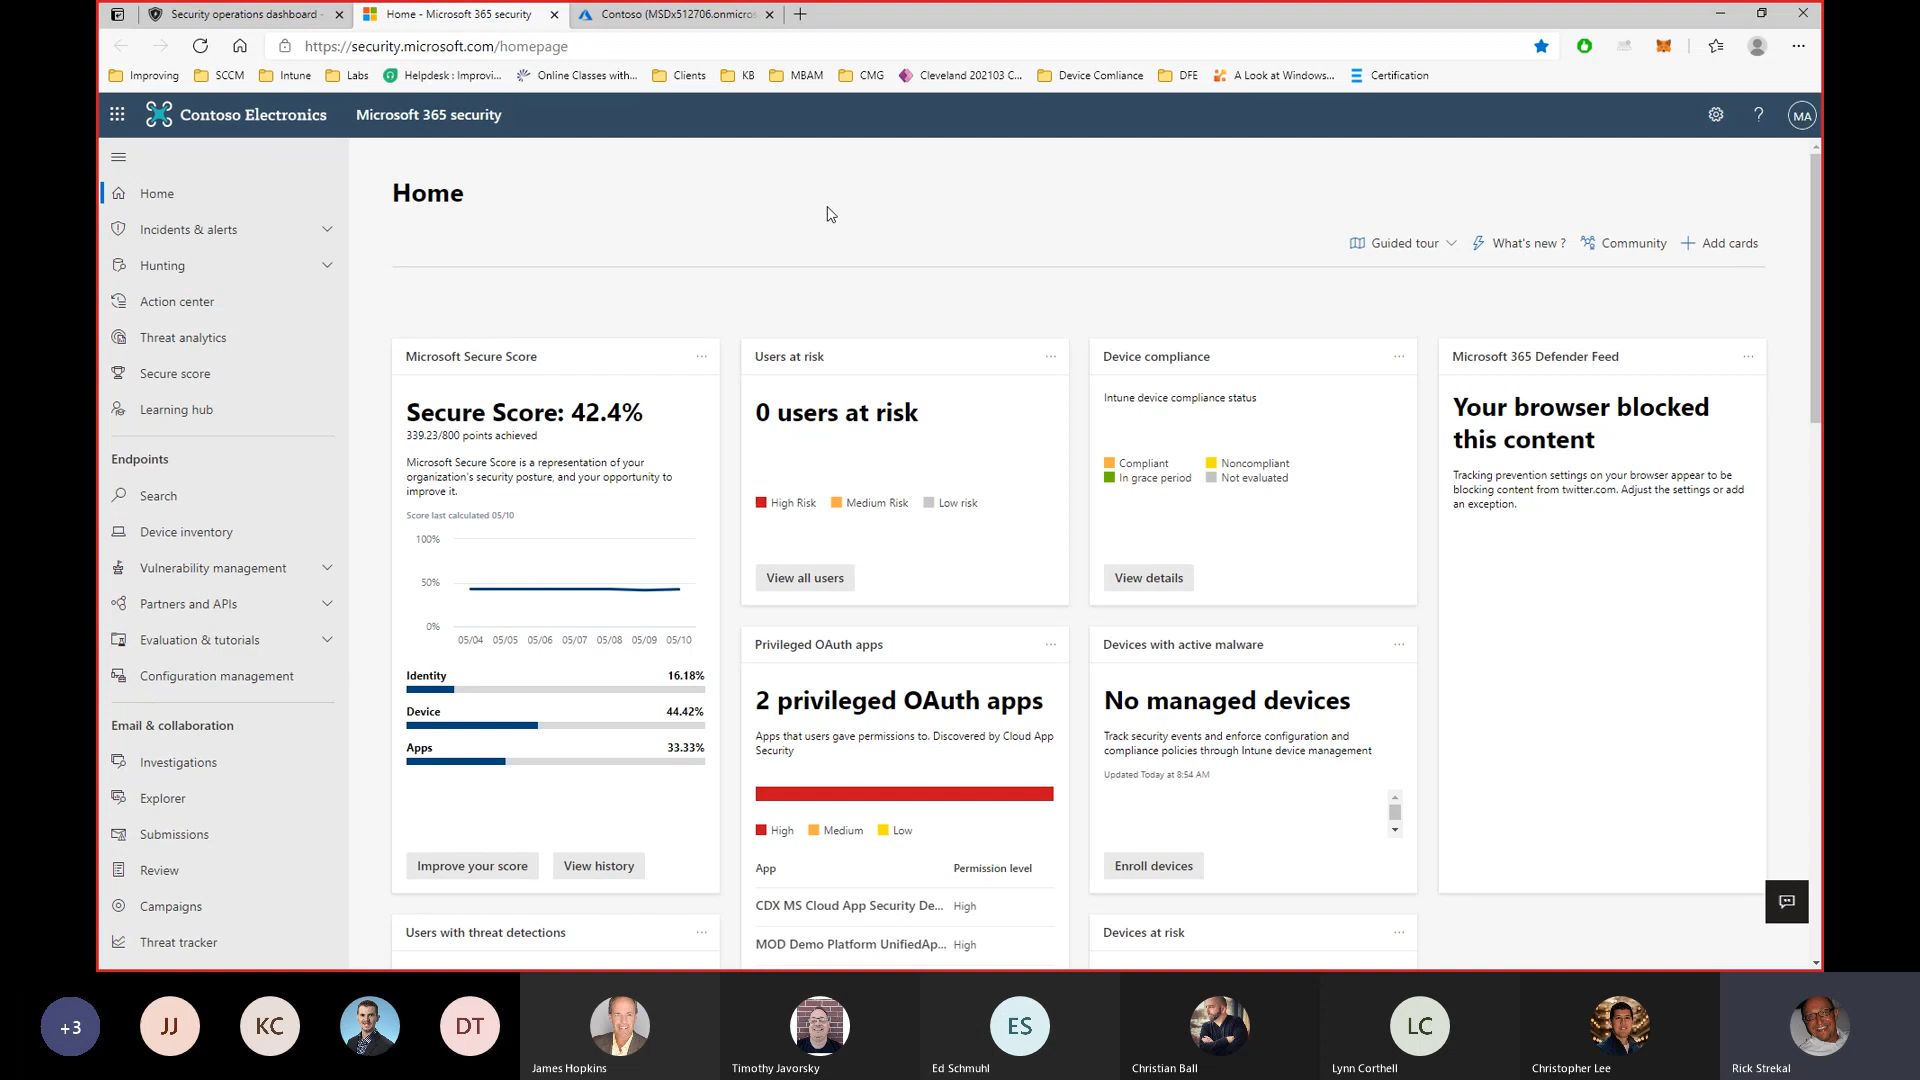 Security operations dashboard -
Home - Microsoft 365 security
Contoso (MSDx512706.onmicros
https://security.microsoft.com/homepage
Improving
SCCM
Intune
Labs
Helpdesk : Improvi...
Online Classes with...
Clients
KB
MBAM
CMG
Cleveland 202103 C...
Device Comliance
DFE
A Look at Windows...
Certification
Contoso Electronics
Microsoft 365 security
?
MA
Home
Incidents & alerts
Hunting
Action center
Threat analytics
Secure score
Learning hub
Endpoints
Search
Device inventory
Vulnerability management
Partners and APIs
Evaluation & tutorials
Configuration management
Email & collaboration
Investigations
Explorer
Submissions
Review
Campaigns
Threat tracker
Home
Guided tour
What's new ?
Community
Add cards
Microsoft Secure Score
Secure Score: 42.4%
339.23/800 points achieved
Microsoft Secure Score is a representation of your
organization's security posture, and your opportunity to
improve it.
Score last calculated 05/10
100%
50%
0%
05/04 05/05 05/06 05/07 05/08 05/09 05/10
Identity 16.18%
Device 44.42%
Apps 33.33%
Improve your score
View history
Users with threat detections
Users at risk
0 users at risk
High Risk Medium Risk Low risk
View all users
Privileged OAuth apps
2 privileged OAuth apps
Apps that users gave permissions to. Discovered by Cloud App
Security
High Medium Low
App Permission level
CDX MS Cloud App Security De... High
MOD Demo Platform UnifiedAp... High
Device compliance
Intune device compliance status
Compliant Noncompliant
In grace period Not evaluated
View details
Devices with active malware
No managed devices
Track security events and enforce configuration and
compliance policies through Intune device management
Updated Today at 8:54 AM
Enroll devices
Devices at risk
Microsoft 365 Defender Feed
Your browser blocked
this content
Tracking prevention settings on your browser appear to be
blocking content from twitter.com. Adjust the settings or add
an exception.
+3
JJ
KC
DT
James Hopkins
Timothy Javorsky
ES
Ed Schmuhl
Christian Ball
LC
Lynn Corthell
Christopher Lee
Rick Strekal